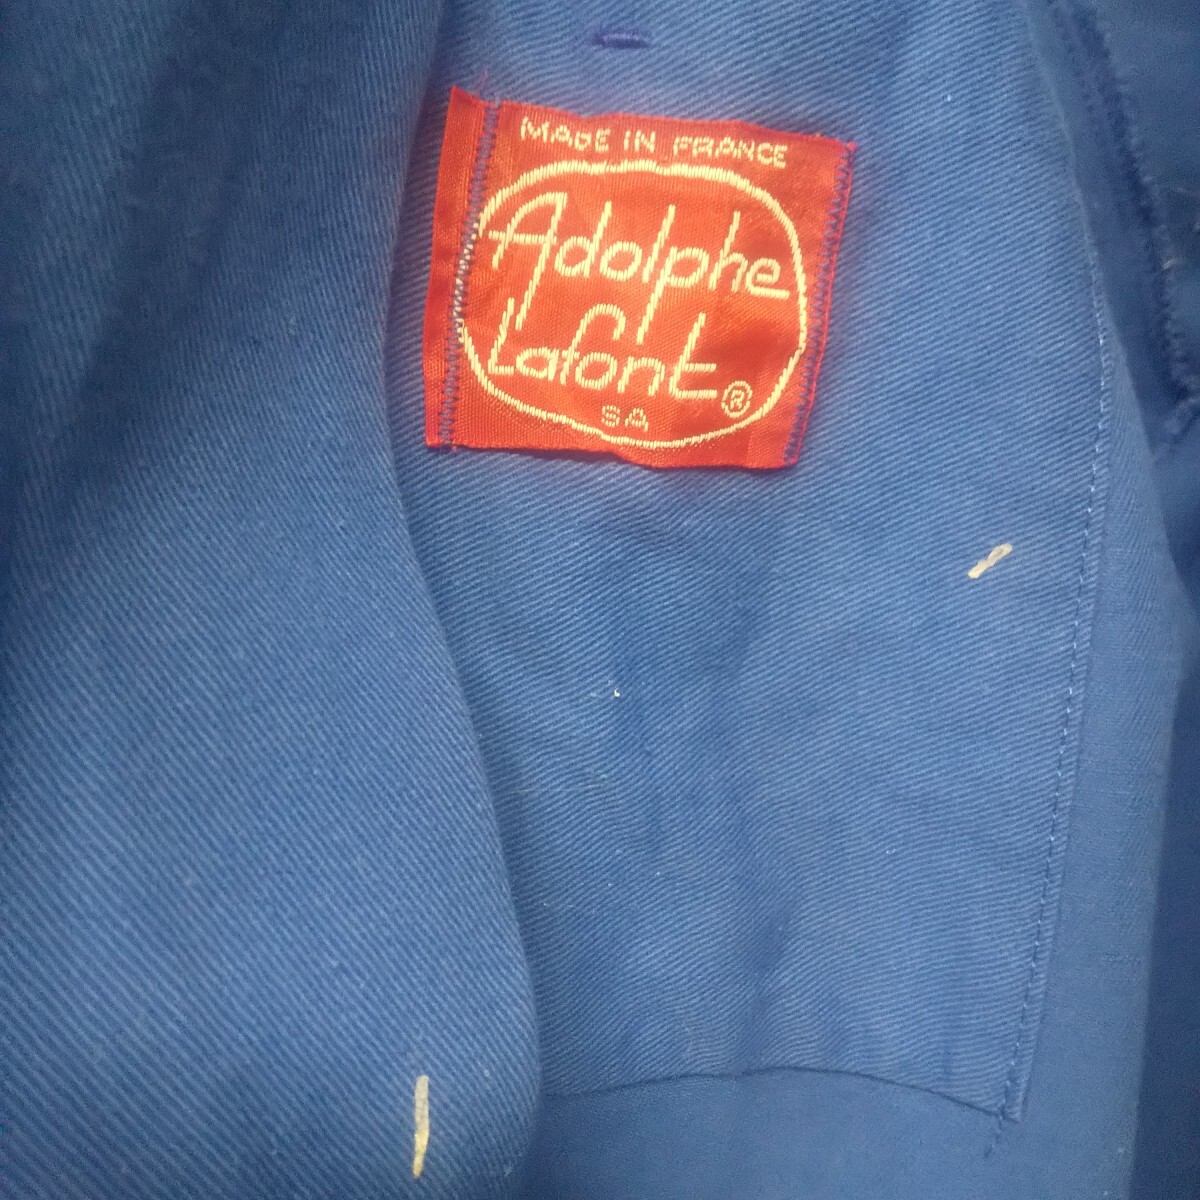 MADE IN FRANCE
Adolphe
Lafont ®
SA